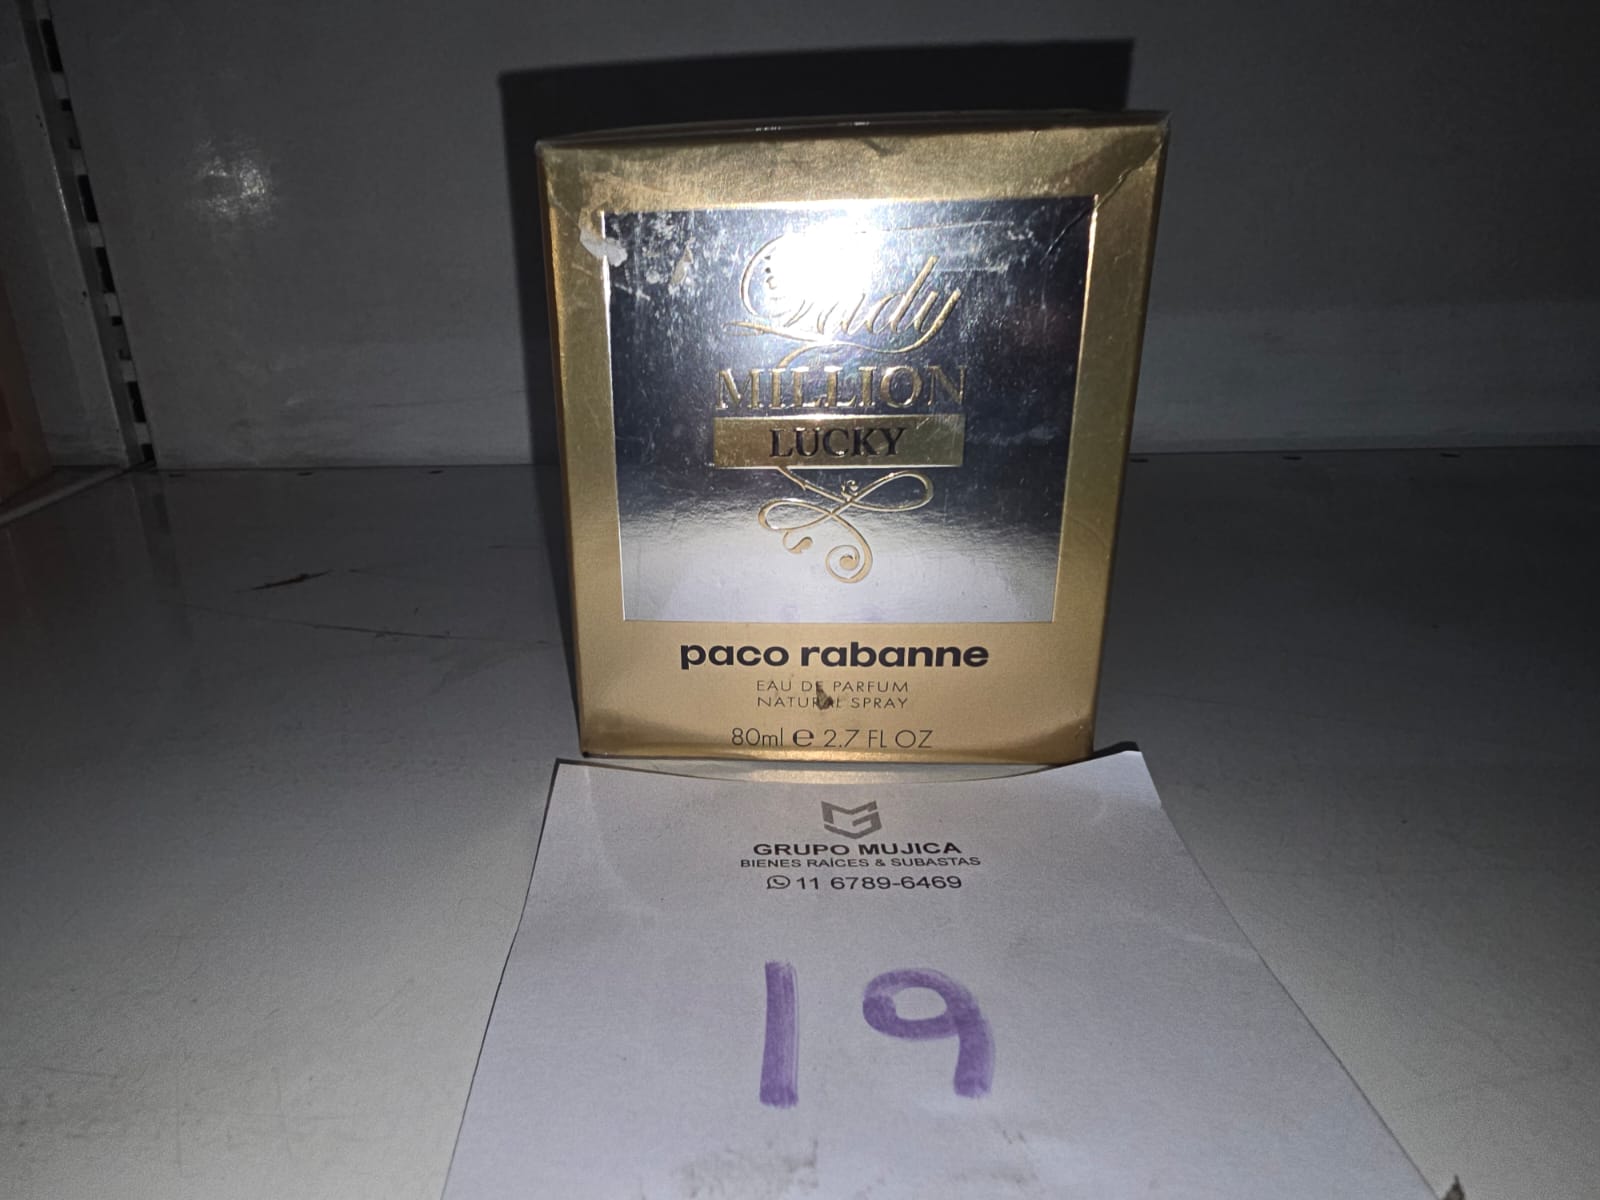 Lady
MILLION
LUCKY
paco rabanne
EAU DE PARFUM
NATURAL SPRAY
80ml e 2.7 FL OZ
GRUPO MUJICA
BIENES RAÍCES & SUBASTAS
11 6789-6469
19